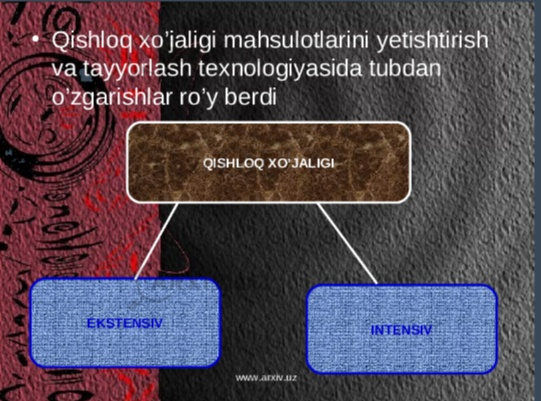 • Qishloq xo’jaligi mahsulotlarini yetishtirish
va tayyorlash texnologiyasida tubdan
o’zgarishlar ro’y berdi
QISHLOQ XO’JALIGI
EKSTENSIV
INTENSIV
www.arxiv.uz